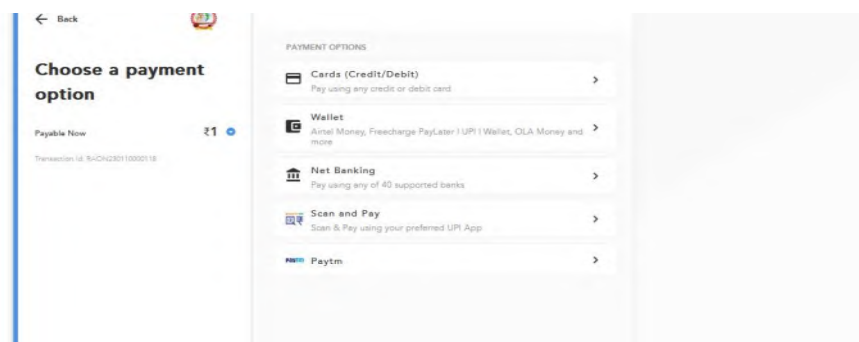 Back
Choose a payment
option
Payable Now ₹1
PAYMENT OPTIONS
Cards (Credit/Debit)
Pay using any credit or debit card
Wallet
Airtel Money, Freecharge PayLater | UPI | Wallet, OLA Money and
more
Net Banking
Pay using any of 40 supported banks
Scan and Pay
Scan & Pay using your preferred UPI App
Paytm